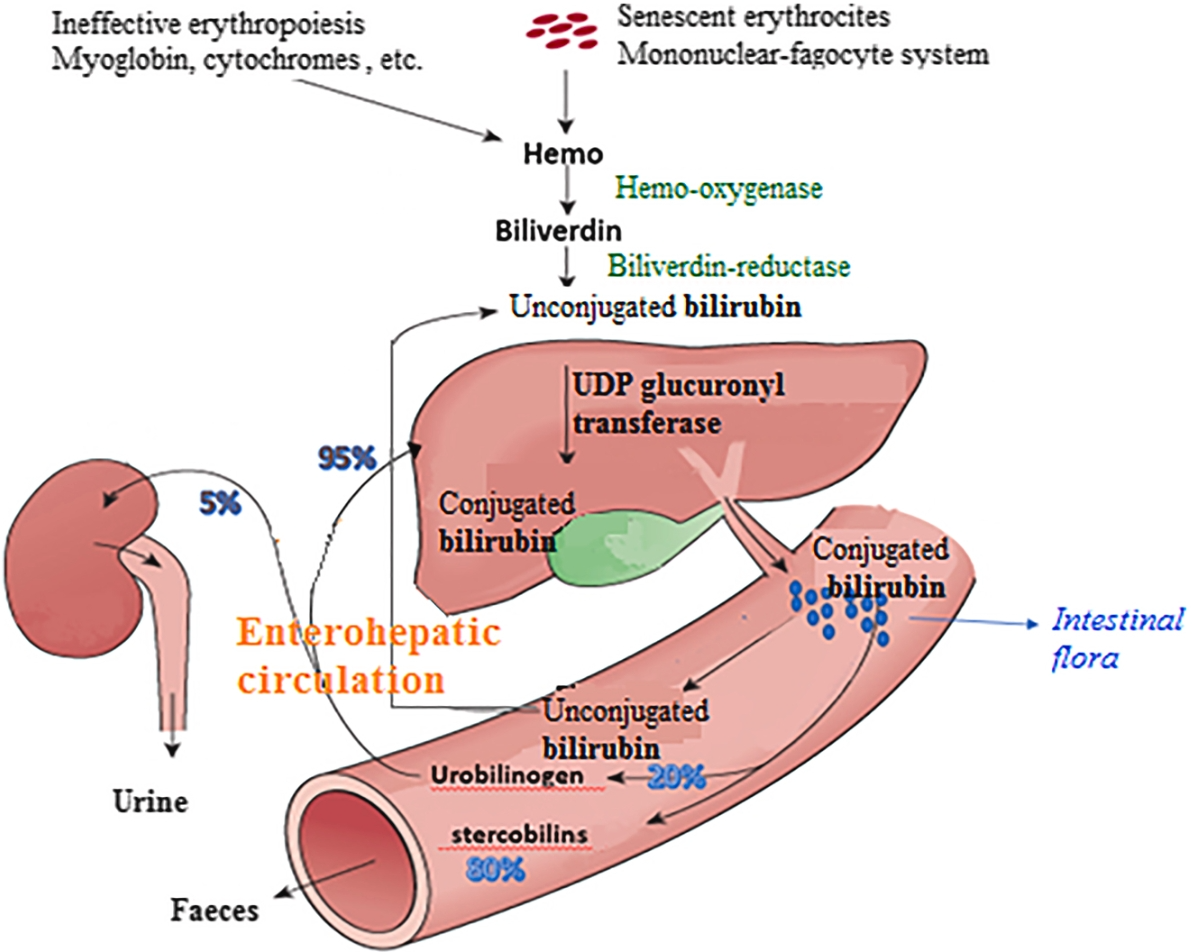 Ineffective erythropoiesis
Myoglobin, cytochromes , etc.
Senescent erythrocites
Mononuclear-fagocyte system
Hemo
Hemo-oxygenase
Biliverdin
Biliverdin-reductase
Unconjugated bilirubin
UDP glucuronyl
transferase
95%
5%
Conjugated
bilirubin
Conjugated
bilirubin
Intestinal
flora
Enterohepatic
circulation
Unconjugated
bilirubin
Urobilinogen
20%
Urine
stercobilins
80%
Faeces